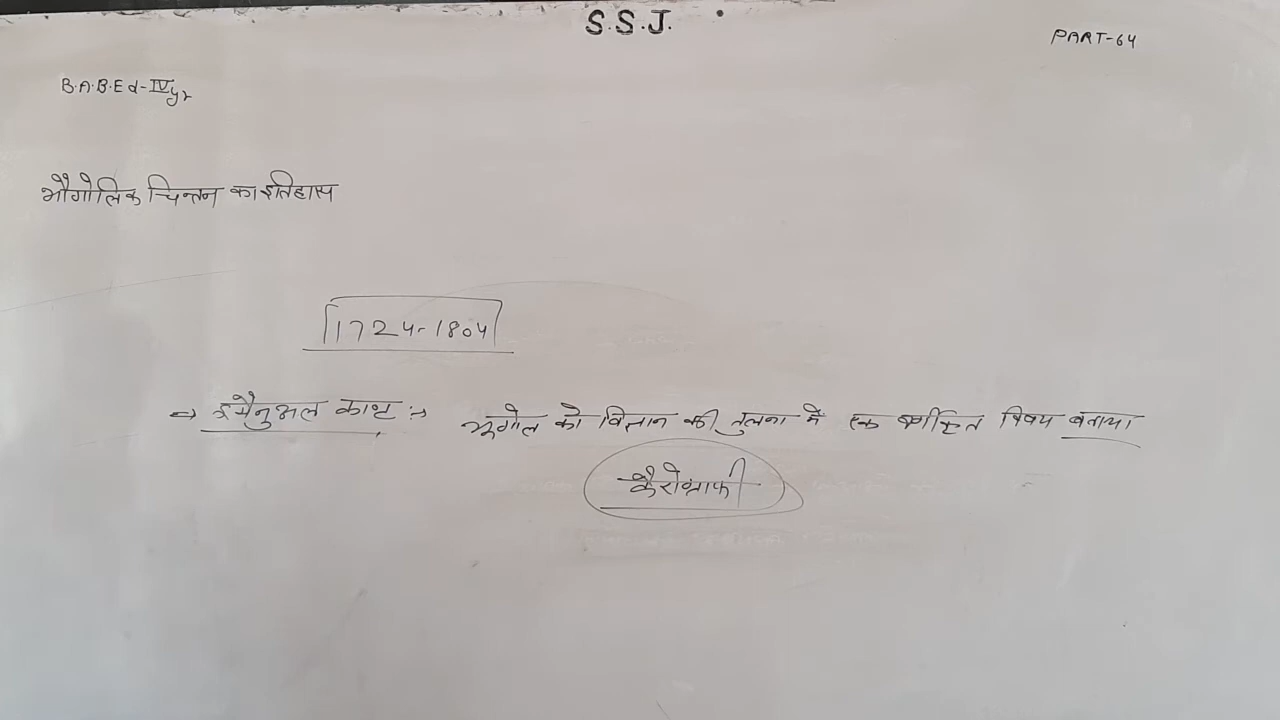 S.S.J.
PART-64
B.A.B.Ed-IVyr
भौगोलिक चिन्तन का इतिहास
1724-1804
→ इमैनुअल काण्ट :→ भूगोल को विज्ञान की तुलना में एक वर्गीकृत विषय बताया
कैरोग्राफी